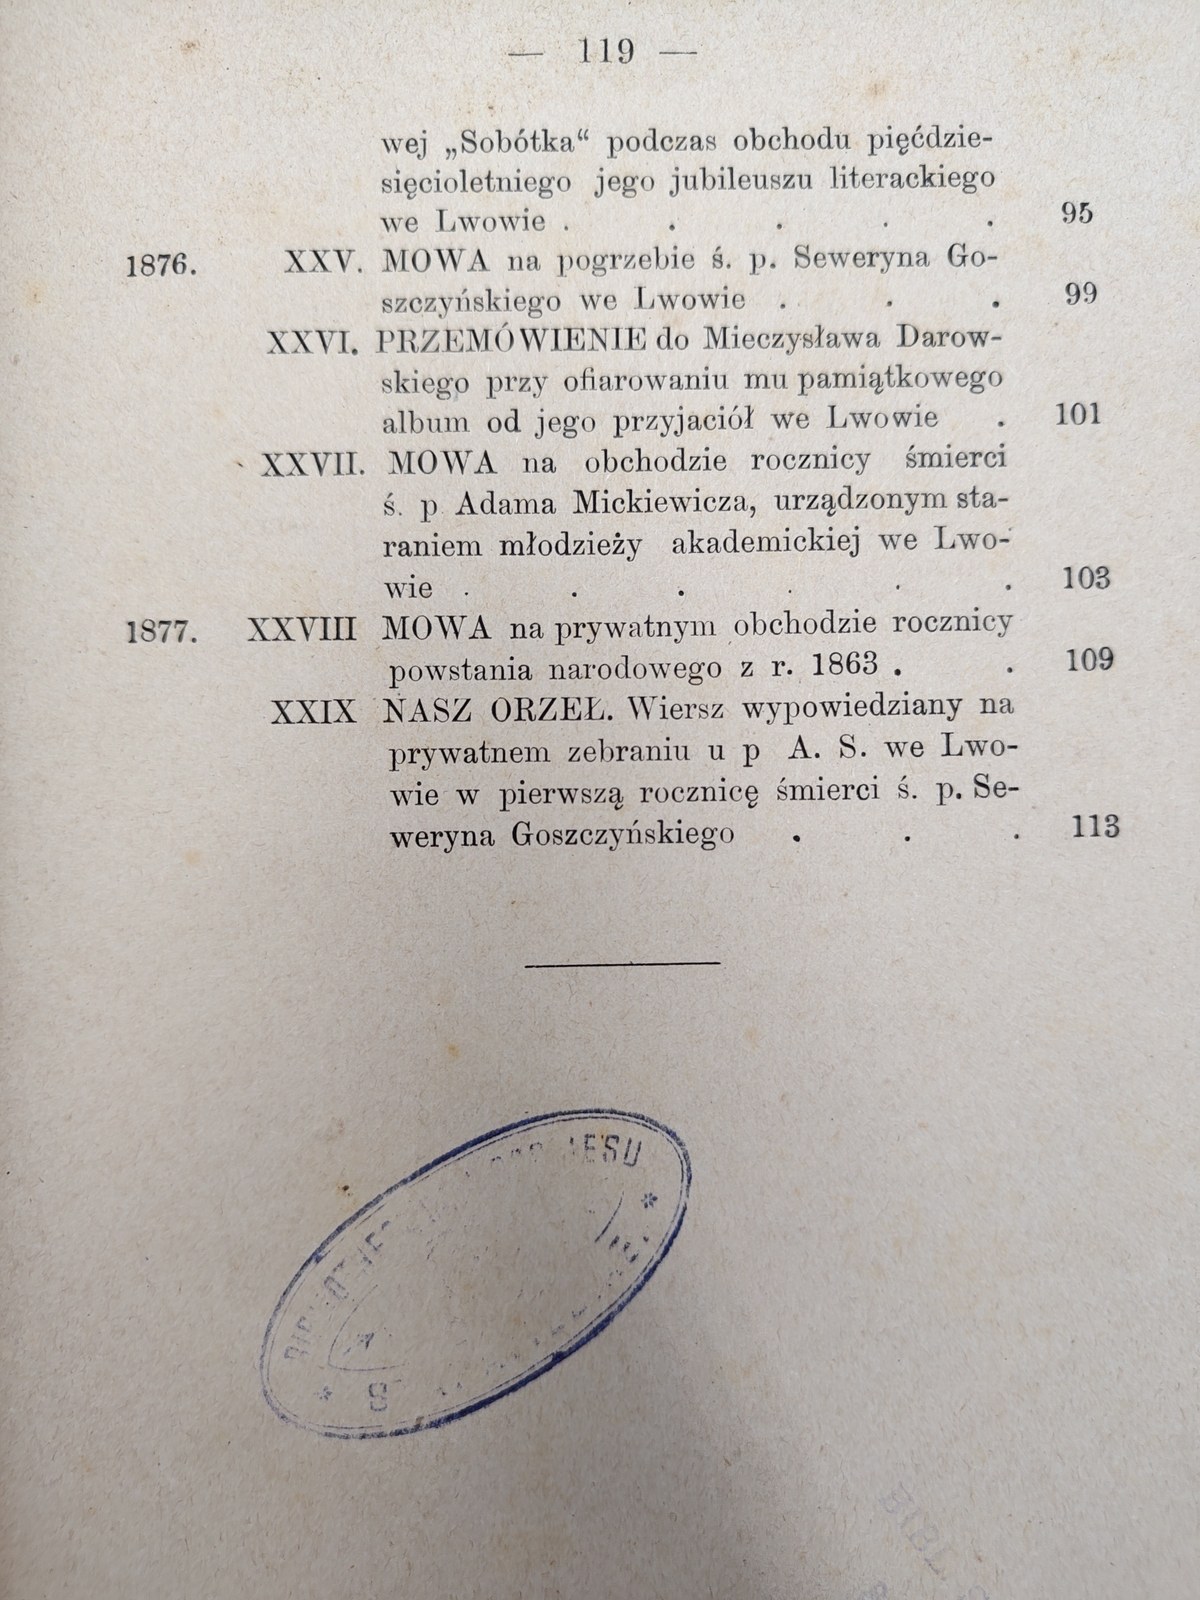 — 119 —
wej „Sobótka“ podczas obchodu pięćdzie-
sięcioletniego jego jubileuszu literackiego
we Lwowie . . . . . 95
1876. XXV. MOWA na pogrzebie ś. p. Seweryna Go-
szczyńskiego we Lwowie . . . 99
XXVI. PRZEMÓWIENIE do Mieczysława Darow-
skiego przy ofiarowaniu mu pamiątkowego
album od jego przyjaciół we Lwowie . 101
XXVII. MOWA na obchodzie rocznicy śmierci
ś. p Adama Mickiewicza, urządzonym sta-
raniem młodzieży akademickiej we Lwo-
wie . . . . . . 103
1877. XXVIII MOWA na prywatnym obchodzie rocznicy
powstania narodowego z r. 1863 . . 109
XXIX NASZ ORZEŁ. Wiersz wypowiedziany na
prywatnem zebraniu u p A. S. we Lwo-
wie w pierwszą rocznicę śmierci ś. p. Se-
weryna Goszczyńskiego . . . 113